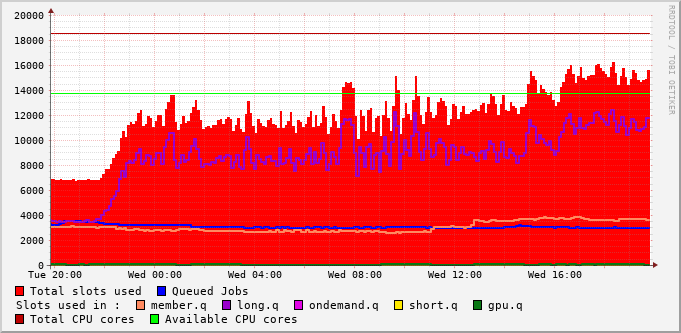 20000
18000
16000
14000
12000
10000
8000
6000
4000
2000
0
Tue 20:00 Wed 00:00 Wed 04:00 Wed 08:00 Wed 12:00 Wed 16:00
Total slots used Queued Jobs
Slots used in : member.q long.q ondemand.q short.q gpu.q
Total CPU cores Available CPU cores
RRDTOOL / TOBI OETIKER